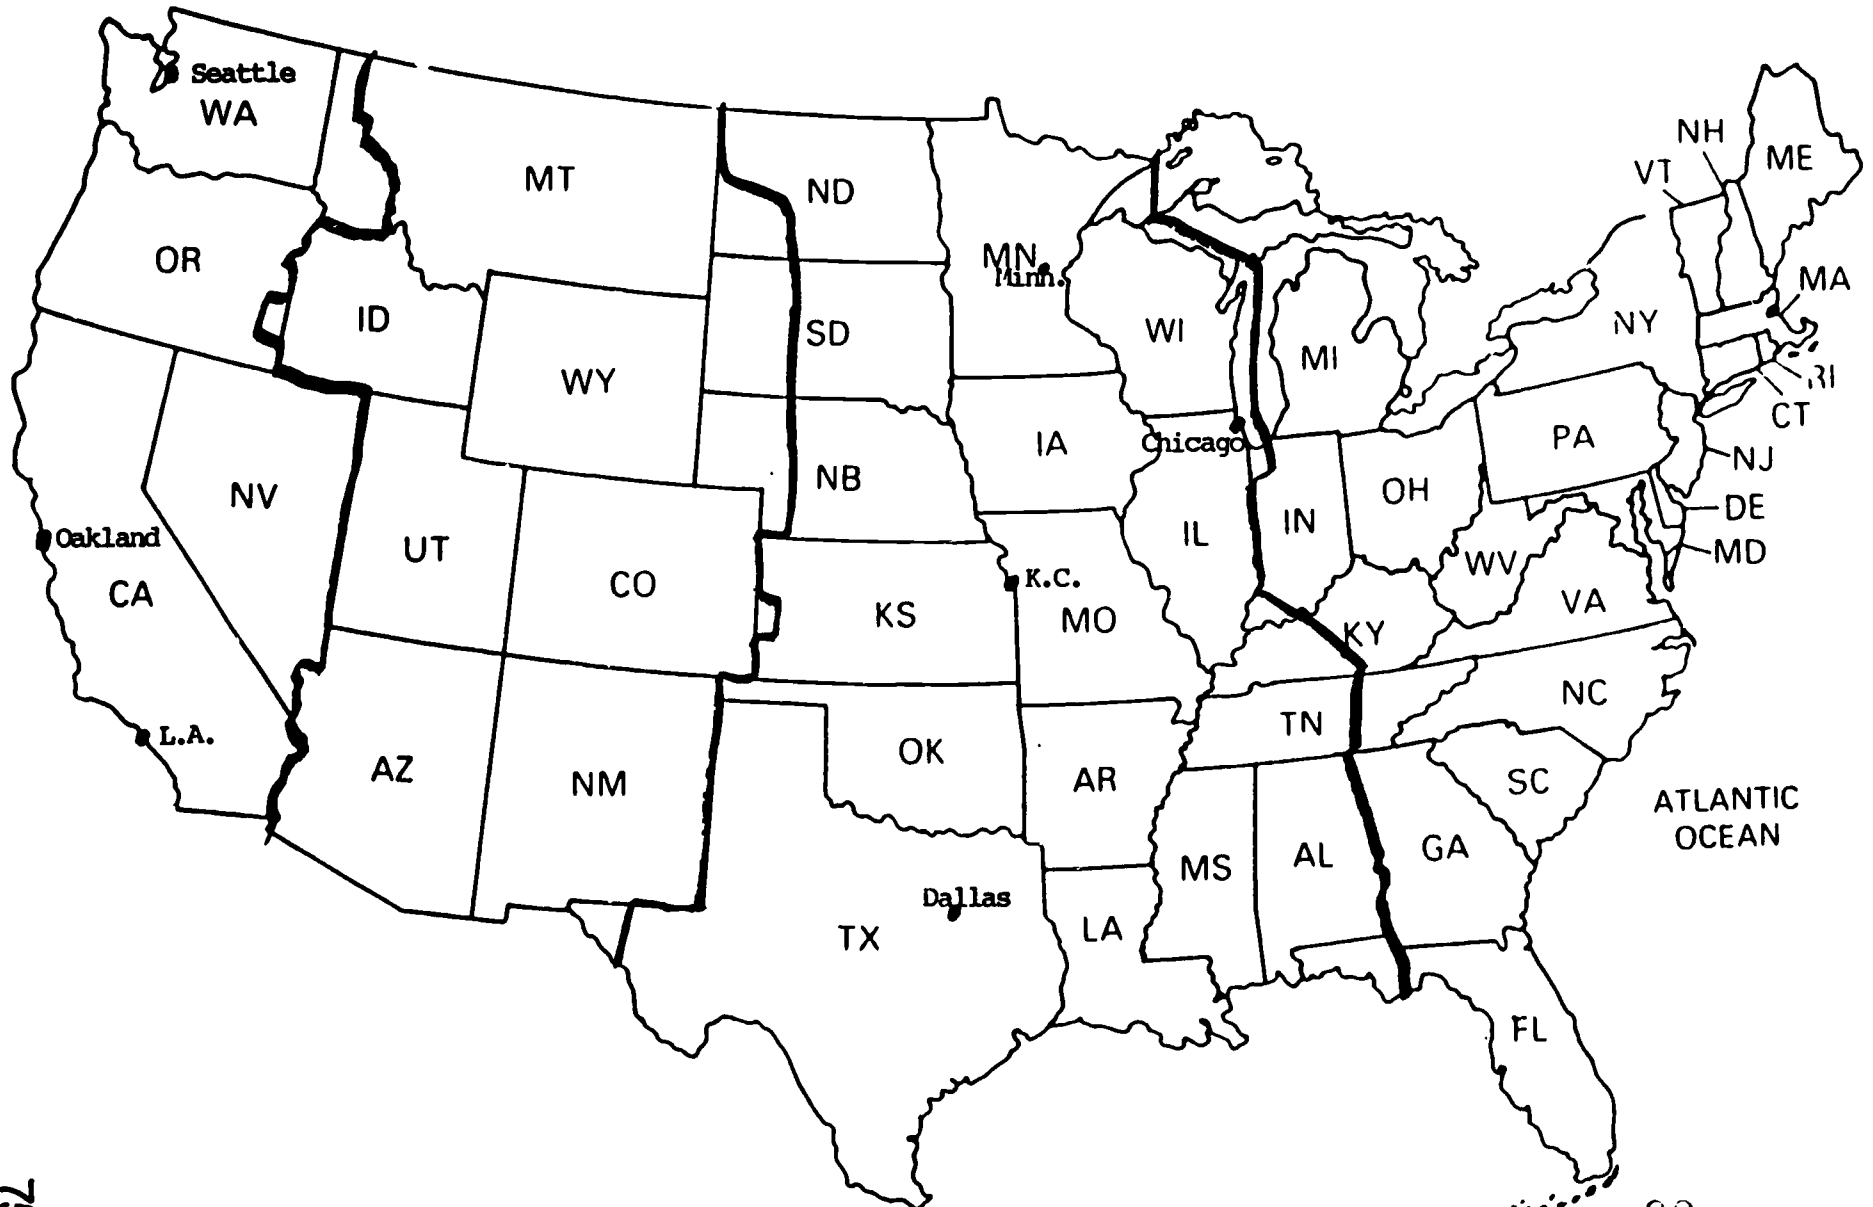 Seattle
WA
NH
ME
VT
MT
ND
OR
MN
Minn.
MA
ID
SD
WI
NY
MI
WY
RI
CT
IA
Chicago
PA
NJ
NV
NB
OH
DE
IN
Oakland
UT
IL
MD
CO
K.C.
WV
CA
KS
MO
VA
KY
NC
L.A.
TN
OK
AZ
NM
AR
SC
ATLANTIC
OCEAN
MS
AL
GA
Dallas
TX
LA
FL